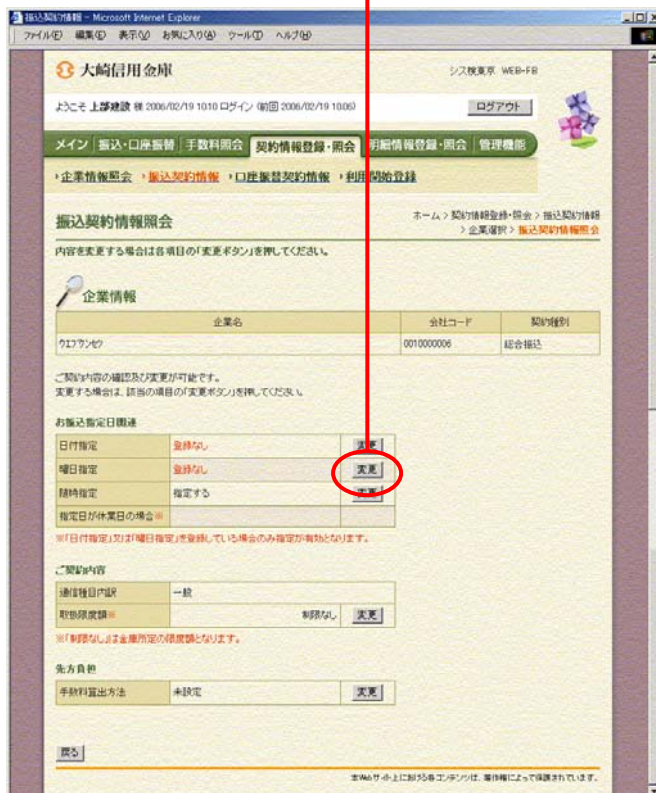 振込契約情報 - Microsoft Internet Explorer
ファイル(F) 編集(E) 表示(V) お気に入り(A) ツール(T) ヘルプ(H)
大崎信用金庫
シス検東京 WEB-FB
ようこそ 上部建設 様 2006/02/19 1010 ログイン (前回 2006/02/19 1006)
ログアウト
メイン 振込・口座振替 手数料照会 契約情報登録・照会 明細情報登録・照会 管理機能
企業情報照会 振込契約情報 口座振替契約情報 利用開始登録
振込契約情報照会
ホーム > 契約情報登録・照会 > 振込契約情報
> 企業選択 > 振込契約情報照会
内容を変更する場合は各項目の「変更ボタン」を押してください。
企業情報
企業名 会社コード 契約種別
ウエブケンセツ 0010000006 総合振込
ご契約内容の確認及び変更が可能です。
変更する場合は、該当の項目の「変更ボタン」を押してください。
お振込指定日関連
日付指定 登録なし 変更
曜日指定 登録なし 変更
随時指定 指定する 変更
指定日が休業日の場合※
※「日付指定」又は「曜日指定」を登録している場合のみ指定が有効となります。
ご契約内容
通信種目内訳 一般
取扱限度額※ 制限なし 変更
※「制限なし」は金庫所定の限度額となります。
先方負担
手数料算出方法 未設定 変更
戻る
本Webサイト上における各コンテンツは、著作権によって保護されています。